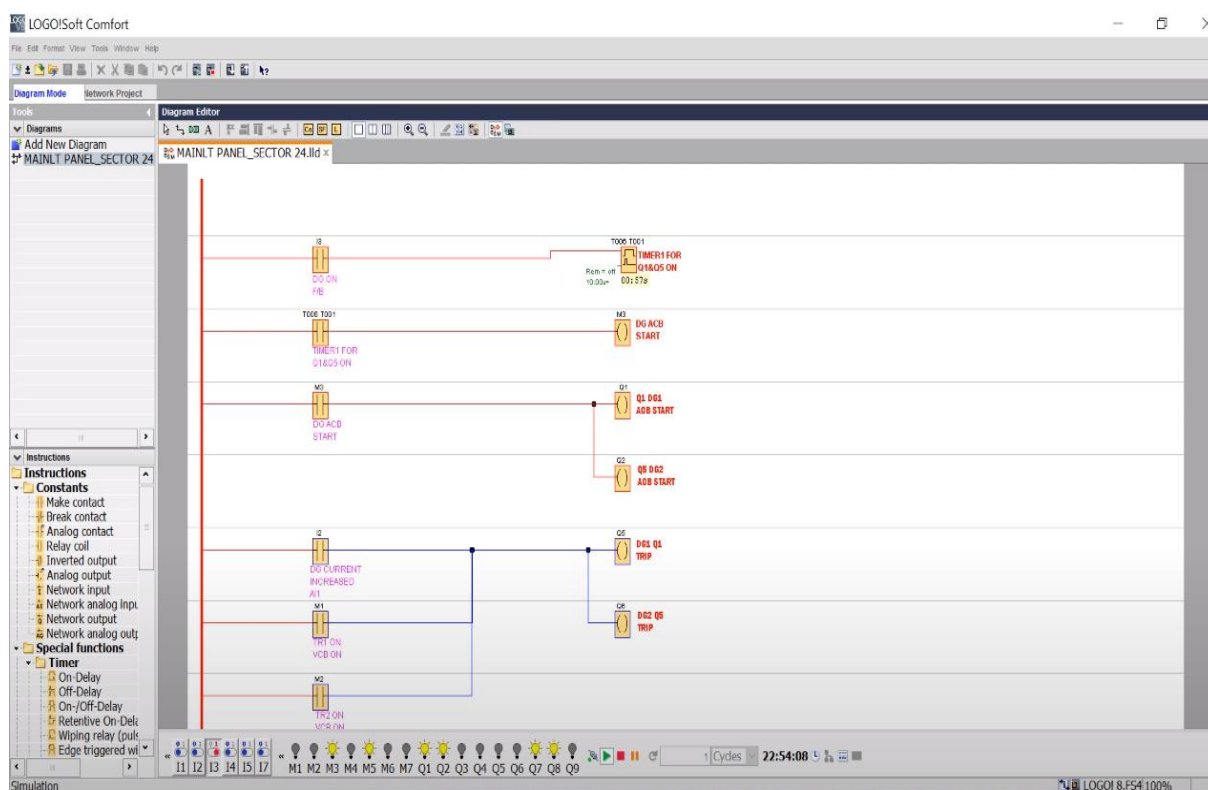 LOGO!Soft Comfort
File Edit Format View Tools Window Help
Diagram Mode Network Project
Tools
Diagram Editor
Diagrams
Add New Diagram
MAINLT PANEL_SECTOR 24
MAINLT PANEL_SECTOR 24.lld
I3
DG ON
F/B
T006 T001
TIMER1 FOR
Q1&Q5 ON
Rem = off
00:57s
T006 T001
TIMER1 FOR
Q1&Q5 ON
M3
DG ACB
START
M3
DG ACB
START
Q1
Q1 DG1
ACB START
Q2
Q5 DG2
ACB START
I2
DG CURRENT
INCREASED
AI1
Q5
DG1 Q1
TRIP
M1
TR1 ON
VCB ON
Q6
DG2 Q5
TRIP
M2
TR2 ON
VCB ON
Instructions
Instructions
Constants
Make contact
Break contact
Analog contact
Relay coil
Inverted output
Analog output
Network input
Network analog inpu
Network output
Network analog outp
Special functions
Timer
On-Delay
Off-Delay
On-/Off-Delay
Retentive On-Dela
Wiping relay (puls
Edge triggered wi
I1 I2 I3 I4 I5 I7
M1 M2 M3 M4 M5 M6 M7 Q1 Q2 Q3 Q4 Q5 Q6 Q7 Q8 Q9
1 Cycles 22:54:08
Simulation
LOGO! 8.FS4 100%